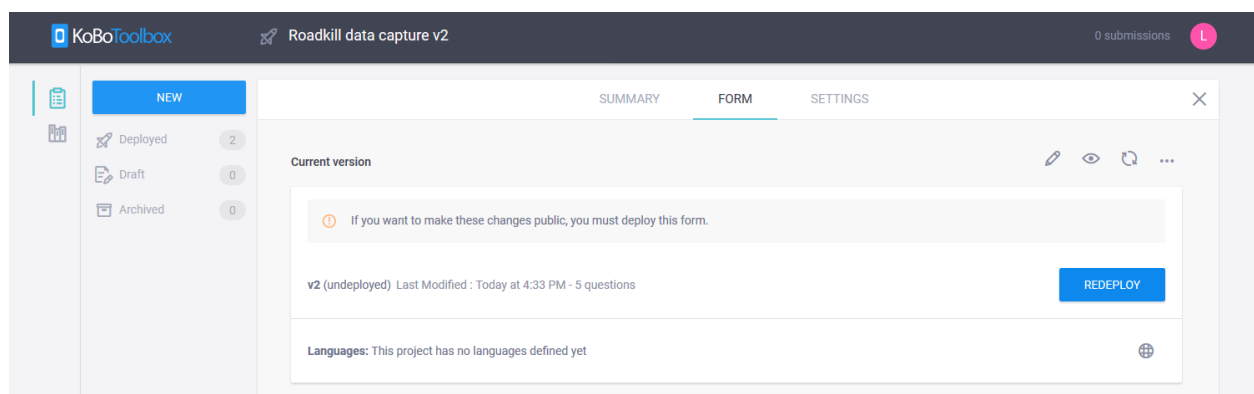 KoBoToolbox
Roadkill data capture v2
0 submissions
L
NEW
Deployed
2
Draft
0
Archived
0
SUMMARY
FORM
SETTINGS
Current version
If you want to make these changes public, you must deploy this form.
v2 (undeployed) Last Modified : Today at 4:33 PM - 5 questions
REDEPLOY
Languages: This project has no languages defined yet